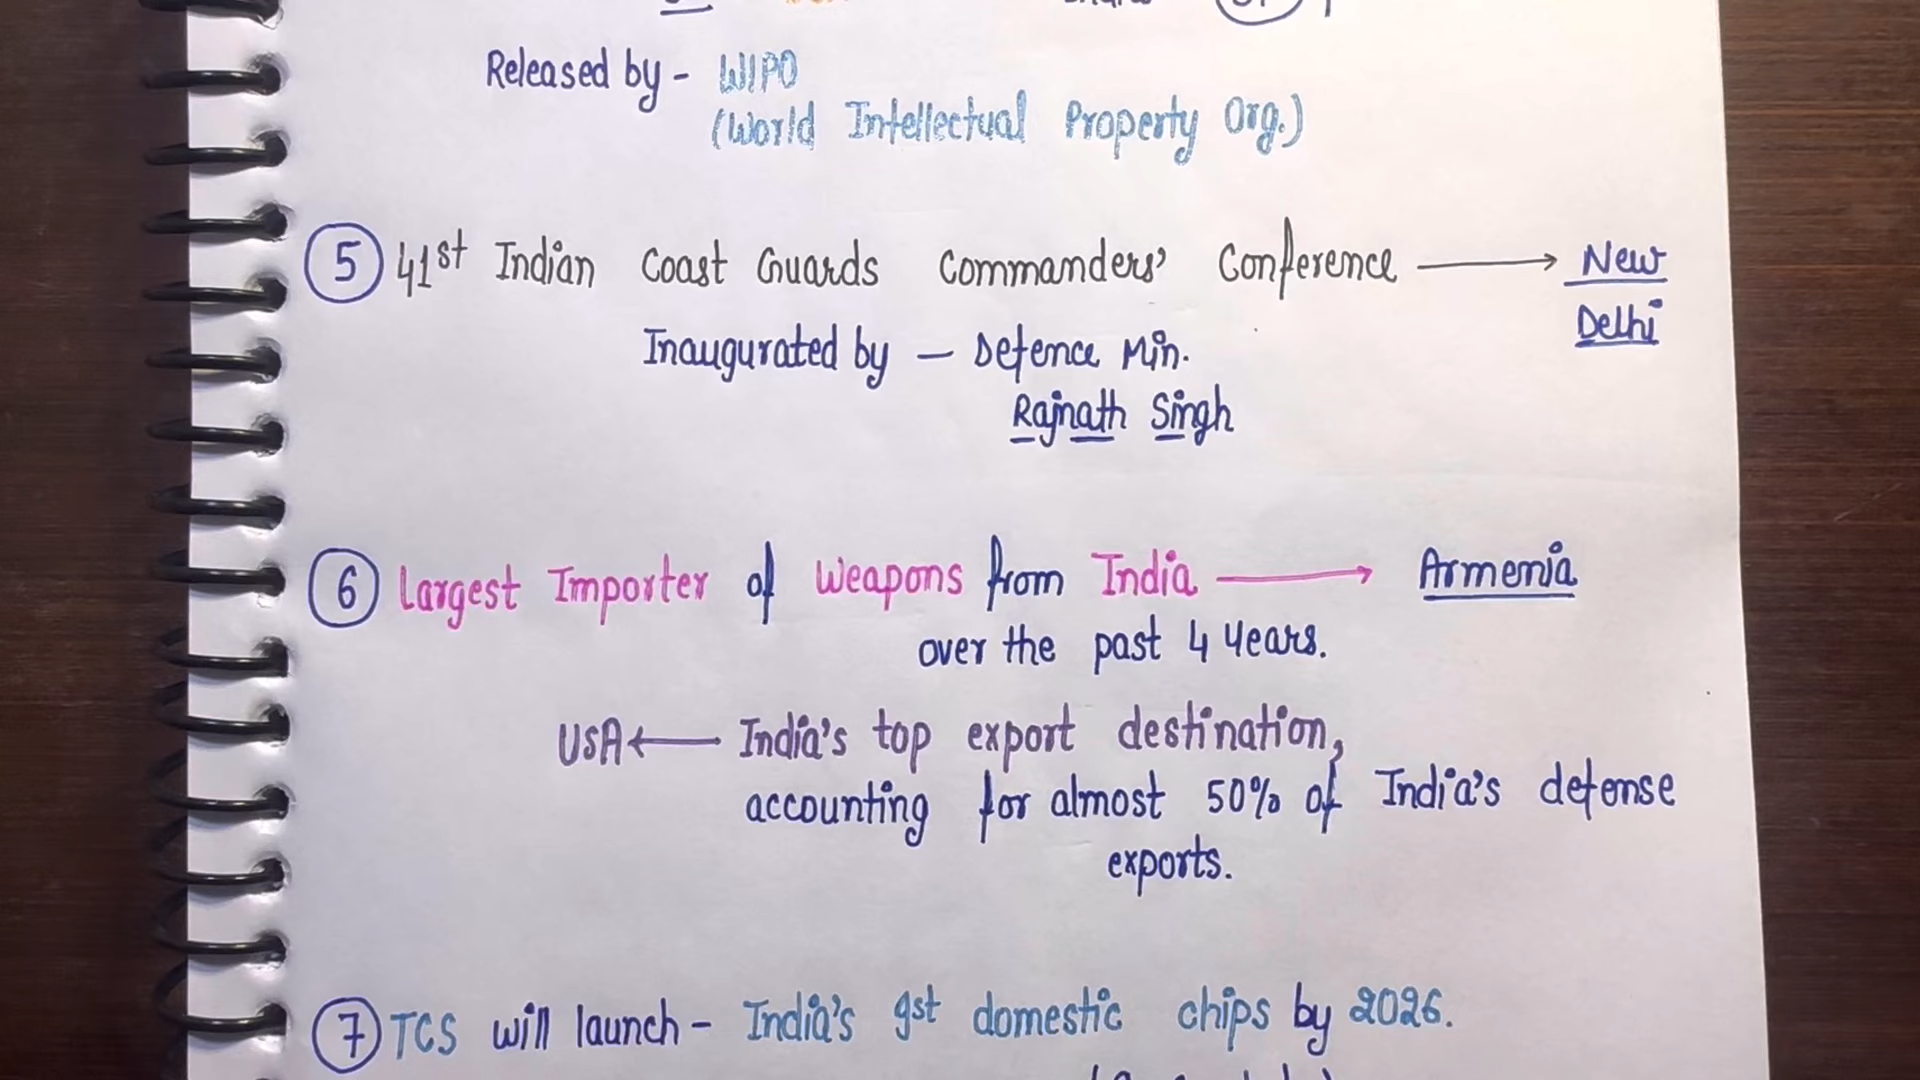 Released by - WIPO
(World Intellectual Property Org.)
5 41st Indian Coast Guards Commanders' Conference → New
Delhi
Inaugurated by - Defence Min.
Rajnath Singh
6 Largest Importer of Weapons from India → Armenia
over the past 4 years.
USA ← India's top export destination,
accounting for almost 50% of India's defense
exports.
7 TCS will launch - India's 1st domestic chips by 2026.